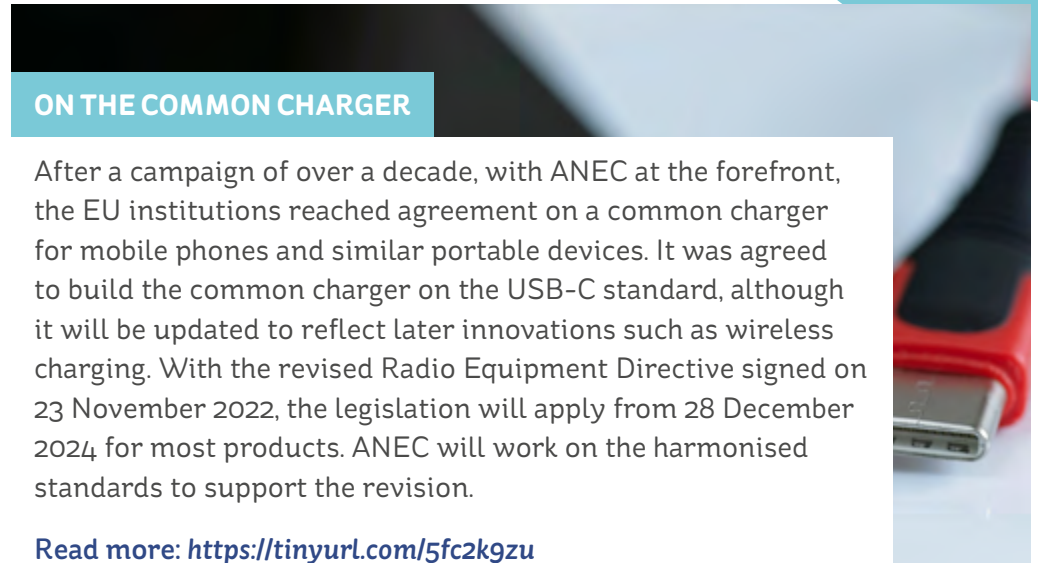 ON THE COMMON CHARGER
After a campaign of over a decade, with ANEC at the forefront,
the EU institutions reached agreement on a common charger
for mobile phones and similar portable devices. It was agreed
to build the common charger on the USB-C standard, although
it will be updated to reflect later innovations such as wireless
charging. With the revised Radio Equipment Directive signed on
23 November 2022, the legislation will apply from 28 December
2024 for most products. ANEC will work on the harmonised
standards to support the revision.
Read more: https://tinyurl.com/5fc2k9zu